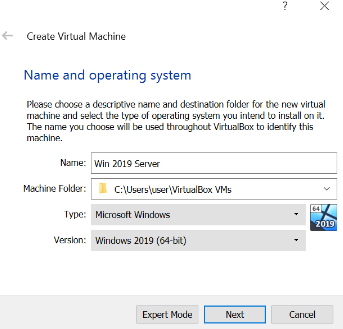 ?
Create Virtual Machine
Name and operating system
Please choose a descriptive name and destination folder for the new virtual
machine and select the type of operating system you intend to install on it.
The name you choose will be used throughout VirtualBox to identify this
machine.
Name: Win 2019 Server
Machine Folder: C:\Users\user\VirtualBox VMs
Type: Microsoft Windows
64
2019
Version: Windows 2019 (64-bit)
Expert Mode Next Cancel